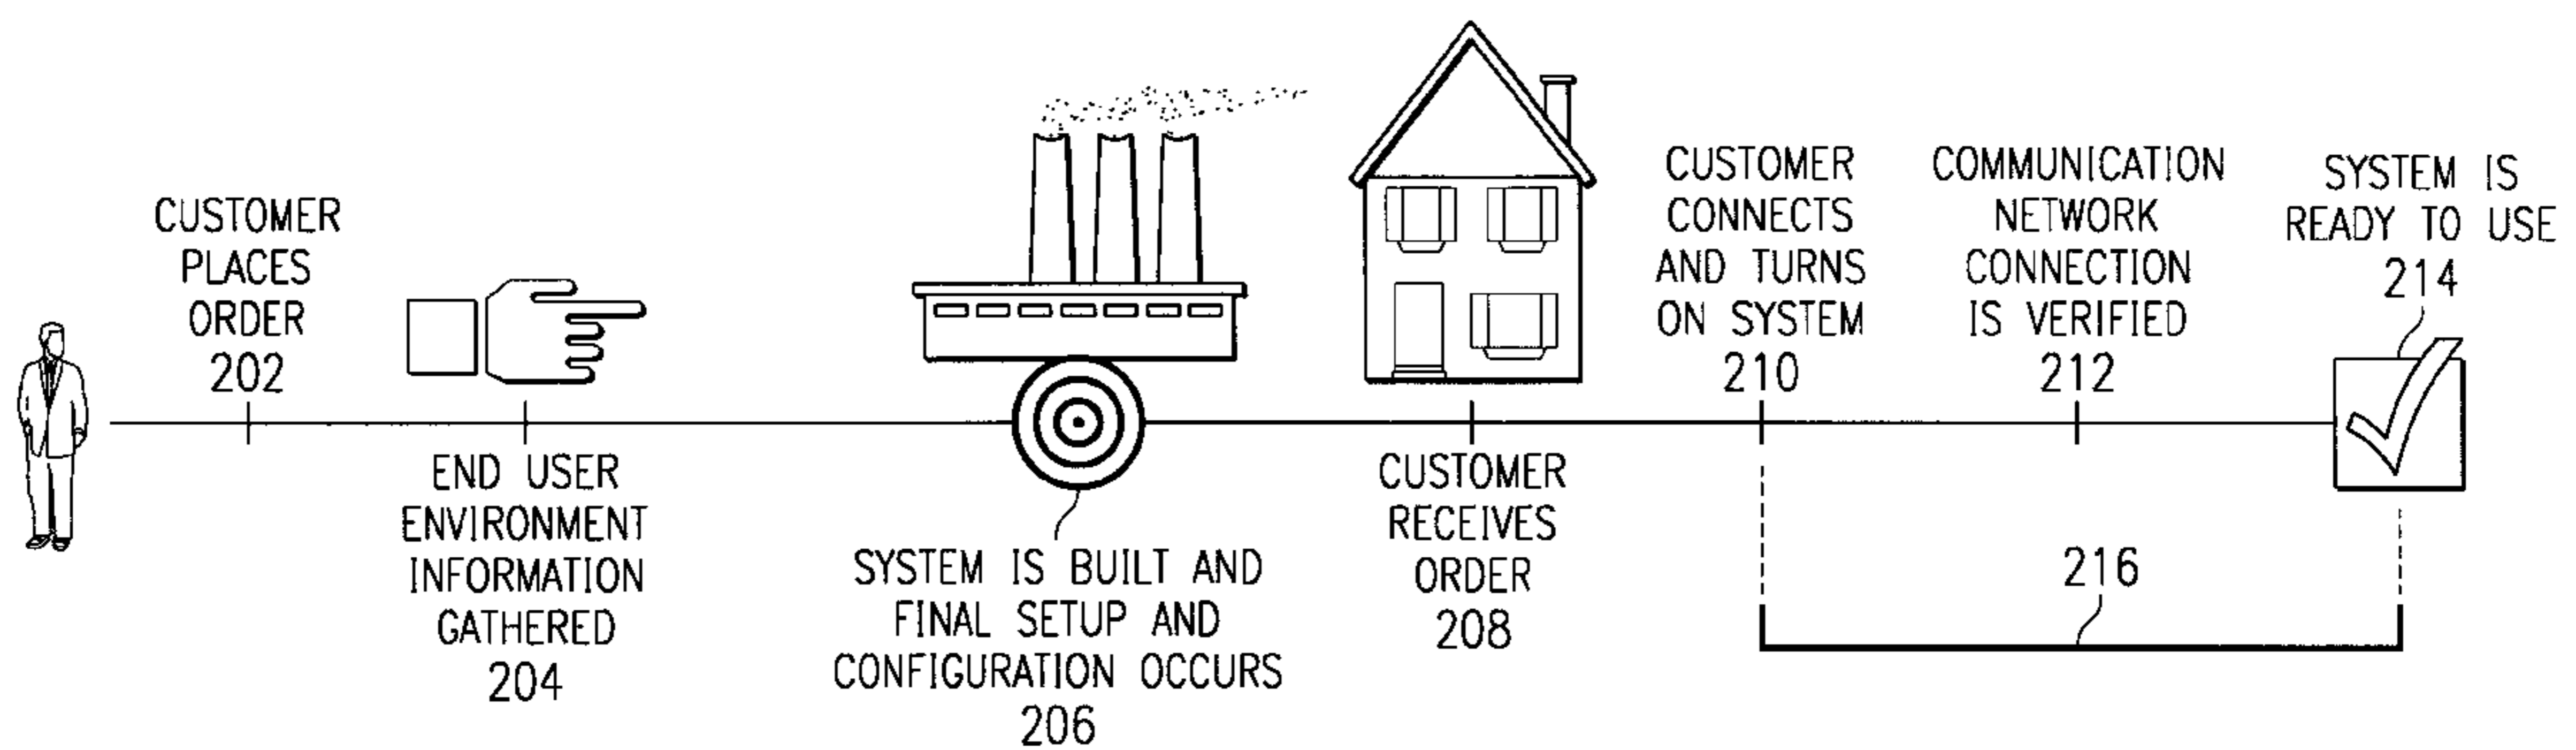 CUSTOMER
PLACES
ORDER
202
END USER
ENVIRONMENT
INFORMATION
GATHERED
204
SYSTEM IS BUILT AND
FINAL SETUP AND
CONFIGURATION OCCURS
206
CUSTOMER
RECEIVES
ORDER
208
CUSTOMER
CONNECTS
AND TURNS
ON SYSTEM
210
COMMUNICATION
NETWORK
CONNECTION
IS VERIFIED
212
SYSTEM IS
READY TO USE
214
216